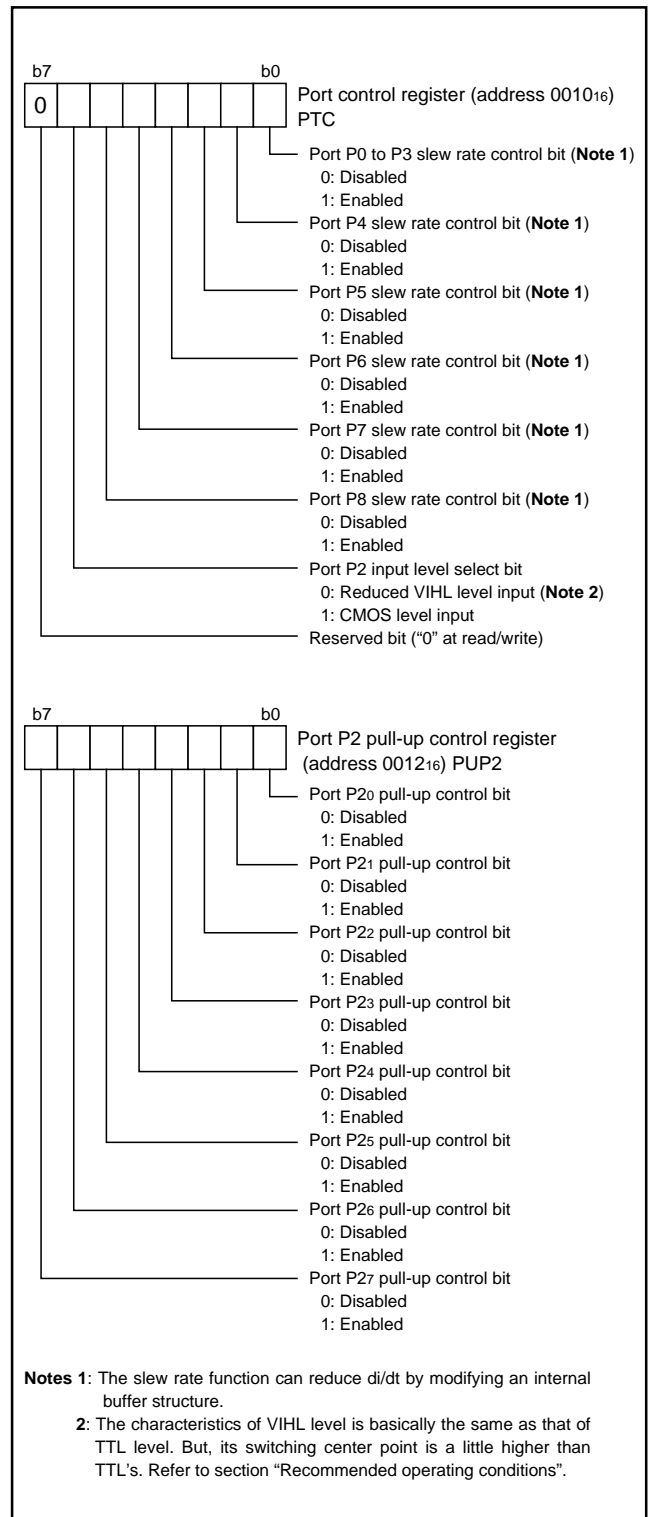 b7 b0
0
Port control register (address 001016)
PTC
Port P0 to P3 slew rate control bit (Note 1)
0: Disabled
1: Enabled
Port P4 slew rate control bit (Note 1)
0: Disabled
1: Enabled
Port P5 slew rate control bit (Note 1)
0: Disabled
1: Enabled
Port P6 slew rate control bit (Note 1)
0: Disabled
1: Enabled
Port P7 slew rate control bit (Note 1)
0: Disabled
1: Enabled
Port P8 slew rate control bit (Note 1)
0: Disabled
1: Enabled
Port P2 input level select bit
0: Reduced VIHL level input (Note 2)
1: CMOS level input
Reserved bit (“0” at read/write)
b7 b0
Port P2 pull-up control register
(address 001216) PUP2
Port P20 pull-up control bit
0: Disabled
1: Enabled
Port P21 pull-up control bit
0: Disabled
1: Enabled
Port P22 pull-up control bit
0: Disabled
1: Enabled
Port P23 pull-up control bit
0: Disabled
1: Enabled
Port P24 pull-up control bit
0: Disabled
1: Enabled
Port P25 pull-up control bit
0: Disabled
1: Enabled
Port P26 pull-up control bit
0: Disabled
1: Enabled
Port P27 pull-up control bit
0: Disabled
1: Enabled
Notes 1: The slew rate function can reduce di/dt by modifying an internal
buffer structure.
2: The characteristics of VIHL level is basically the same as that of
TTL level. But, its switching center point is a little higher than
TTL’s. Refer to section “Recommended operating conditions”.